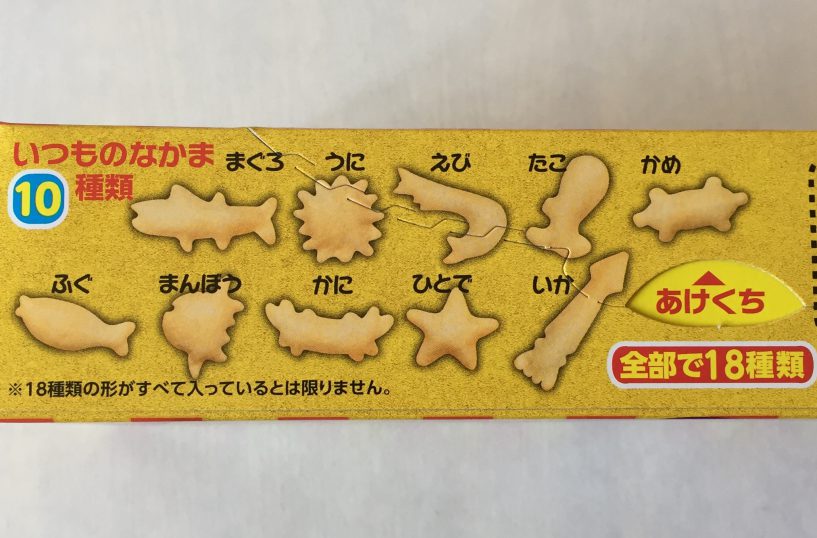 いつものなかま
10種類
まぐろ うに えび たこ かめ
ふぐ まんぼう かに ひとで いか
あけくち
全部で18種類
※18種類の形がすべて入っているとは限りません。